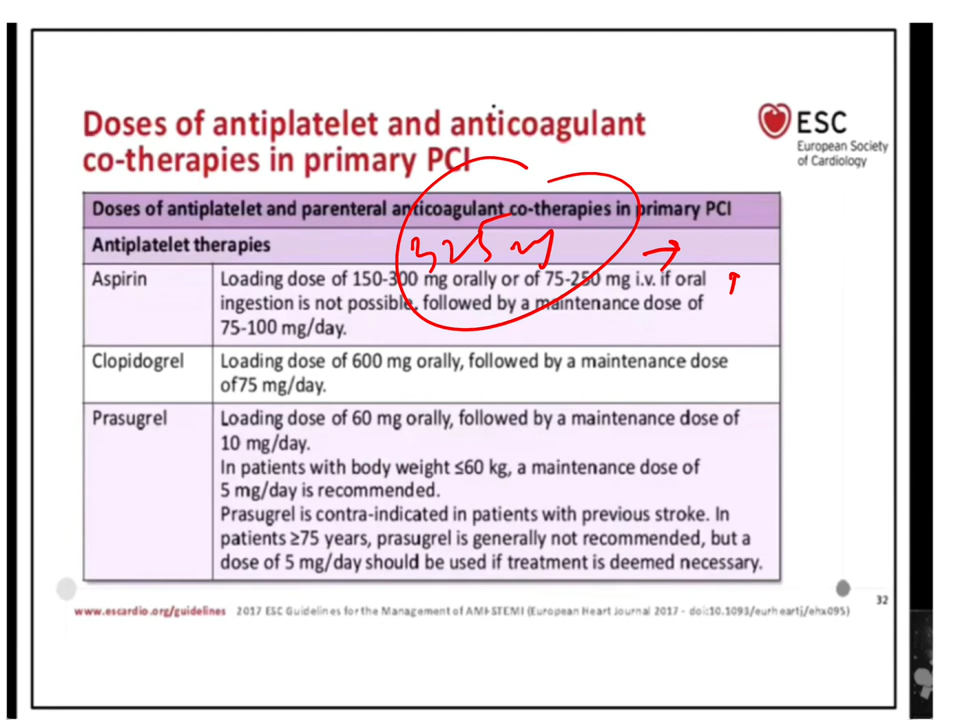 Doses of antiplatelet and anticoagulant
co-therapies in primary PCI
ESC
European Society
of Cardiology
Doses of antiplatelet and parenteral anticoagulant co-therapies in primary PCI
Antiplatelet therapies
325 mg
Aspirin
Loading dose of 150-300 mg orally or of 75-250 mg i.v. if oral
ingestion is not possible, followed by a maintenance dose of
75-100 mg/day.
Clopidogrel
Loading dose of 600 mg orally, followed by a maintenance dose
of75 mg/day.
Prasugrel
Loading dose of 60 mg orally, followed by a maintenance dose of
10 mg/day.
In patients with body weight ≤60 kg, a maintenance dose of
5 mg/day is recommended.
Prasugrel is contra-indicated in patients with previous stroke. In
patients ≥75 years, prasugrel is generally not recommended, but a
dose of 5 mg/day should be used if treatment is deemed necessary.
32
www.escardio.org/guidelines 2017 ESC Guidelines for the Management of AMI-STEMI (European Heart Journal 2017 - doi:10.1093/eurheartj/ehx095)